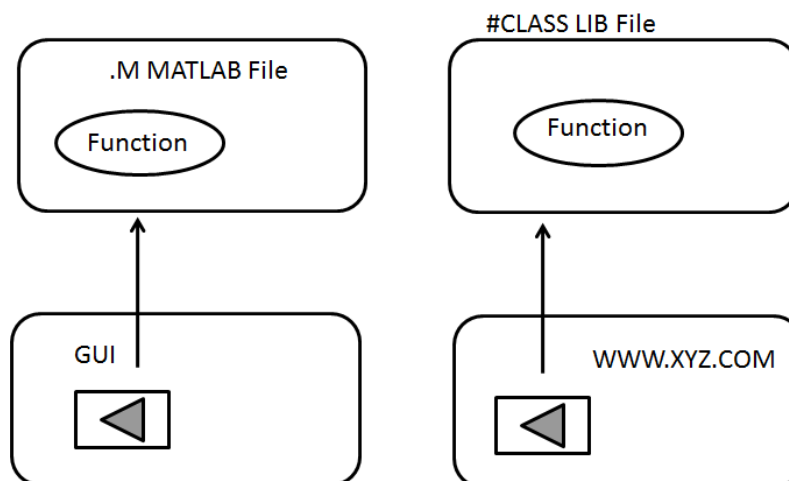 #CLASS LIB File
.M MATLAB File
Function
Function
GUI
WWW.XYZ.COM